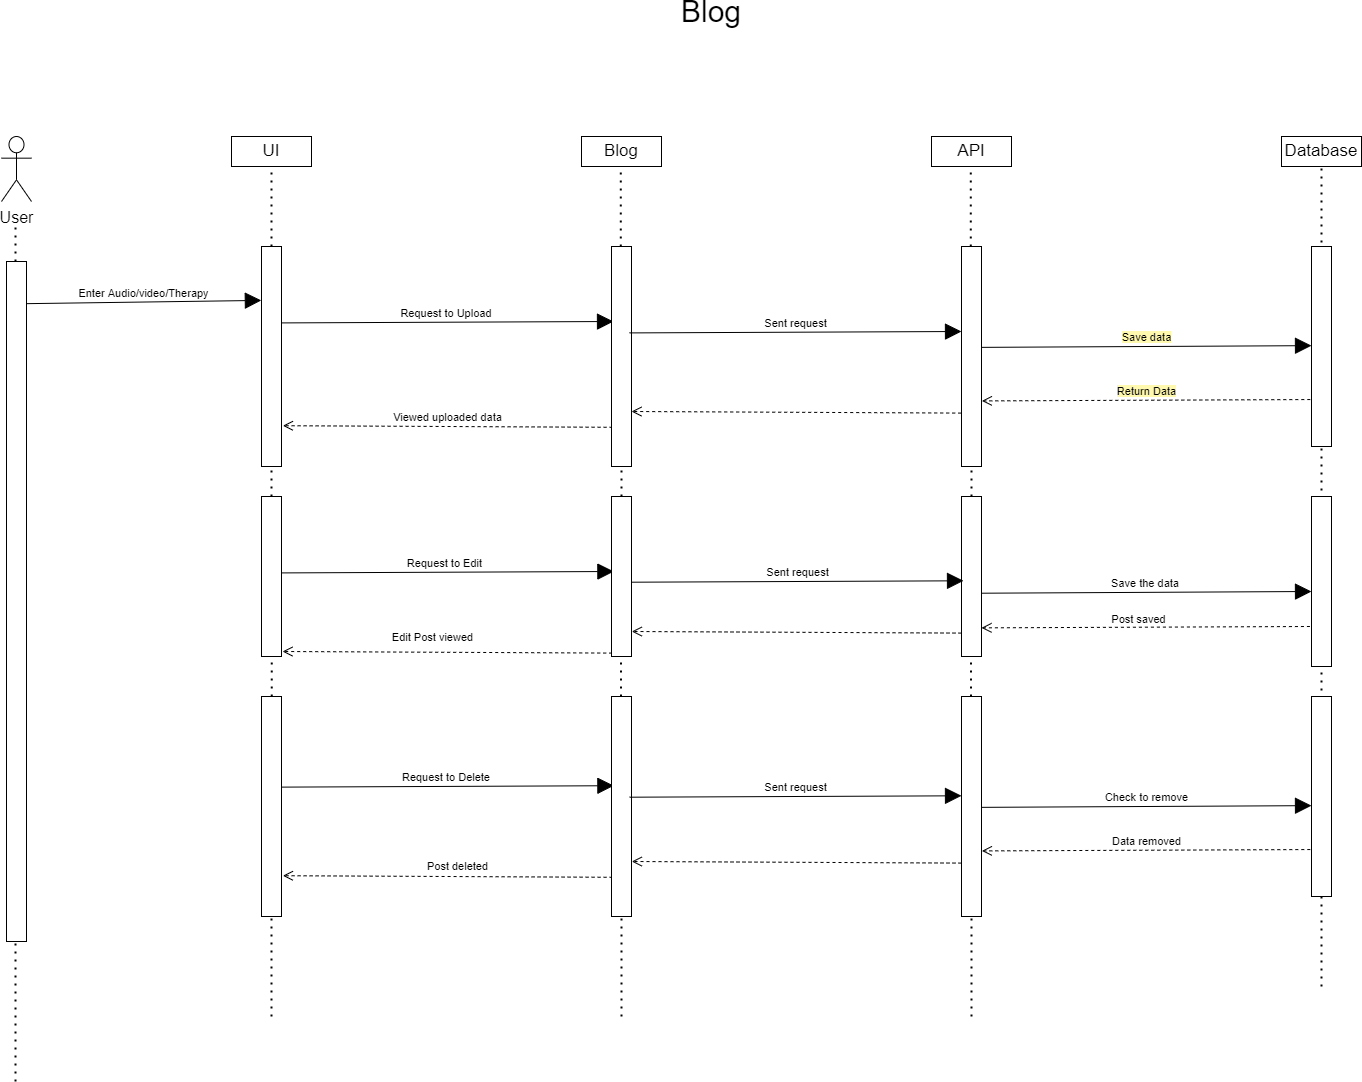 Blog
UI
Blog
API
Database
User
Enter Audio/video/Therapy
Request to Upload
Sent request
Save data
Return Data
Viewed uploaded data
Request to Edit
Sent request
Save the data
Post saved
Edit Post viewed
Request to Delete
Sent request
Check to remove
Data removed
Post deleted